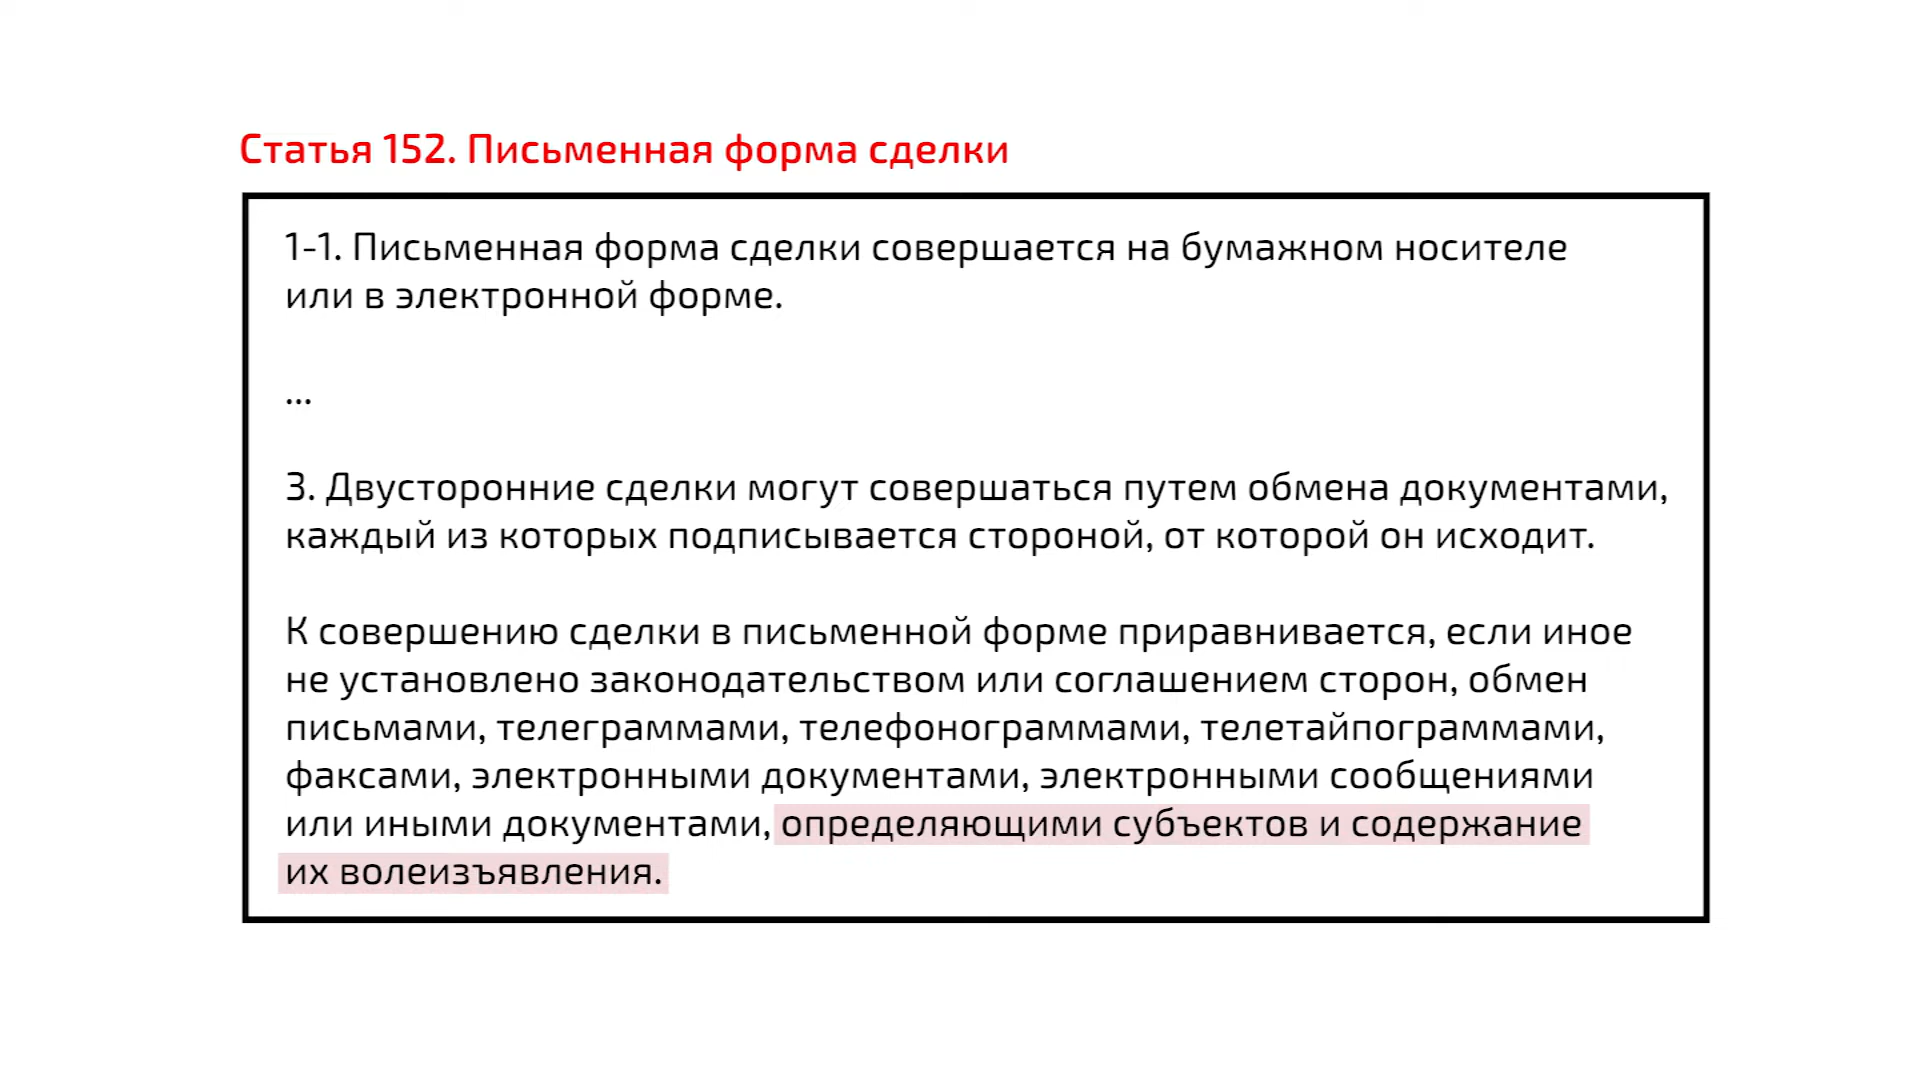 Статья 152. Письменная форма сделки
1-1. Письменная форма сделки совершается на бумажном носителе
или в электронной форме.
...
3. Двусторонние сделки могут совершаться путем обмена документами,
каждый из которых подписывается стороной, от которой он исходит.
К совершению сделки в письменной форме приравнивается, если иное
не установлено законодательством или соглашением сторон, обмен
письмами, телеграммами, телефонограммами, телетайпограммами,
факсами, электронными документами, электронными сообщениями
или иными документами, определяющими субъектов и содержание
их волеизъявления.